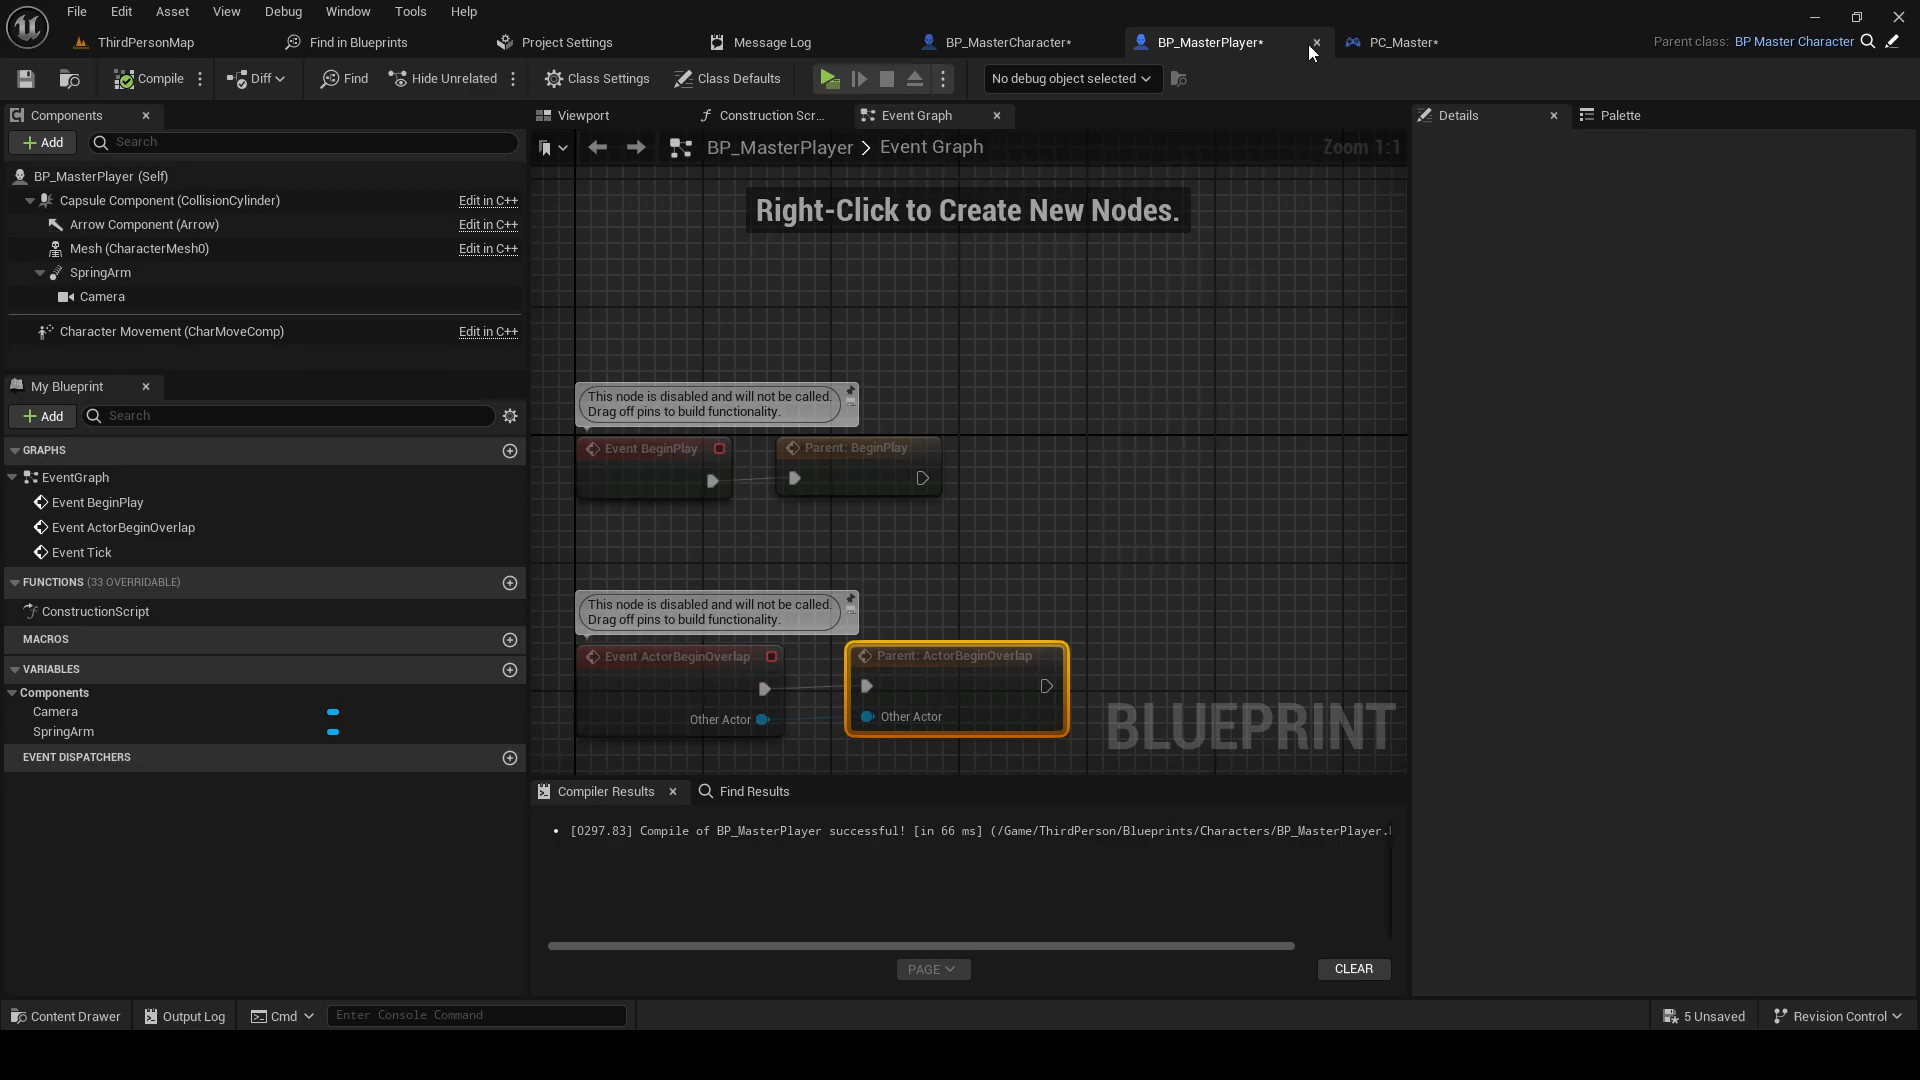 File Edit Asset View Debug Window Tools Help
ThirdPersonMap Find in Blueprints Project Settings Message Log BP_MasterCharacter* BP_MasterPlayer* PC_Master* Parent class: BP Master Character
Compile Diff Find Hide Unrelated Class Settings Class Defaults No debug object selected
Components
Add Search
BP_MasterPlayer (Self)
Capsule Component (CollisionCylinder) Edit in C++
Arrow Component (Arrow) Edit in C++
Mesh (CharacterMesh0) Edit in C++
SpringArm
Camera
Character Movement (CharMoveComp) Edit in C++
My Blueprint
Add Search
GRAPHS
EventGraph
Event BeginPlay
Event ActorBeginOverlap
Event Tick
FUNCTIONS (33 OVERRIDABLE)
ConstructionScript
MACROS
VARIABLES
Components
Camera
SpringArm
EVENT DISPATCHERS
Viewport Construction Scr... Event Graph
BP_MasterPlayer > Event Graph Zoom 1:1
Right-Click to Create New Nodes.
This node is disabled and will not be called.
Drag off pins to build functionality.
Event BeginPlay Parent: BeginPlay
This node is disabled and will not be called.
Drag off pins to build functionality.
Event ActorBeginOverlap Parent: ActorBeginOverlap
Other Actor Other Actor
BLUEPRINT
Compiler Results Find Results
[0297.83] Compile of BP_MasterPlayer successful! [in 66 ms] (/Game/ThirdPerson/Blueprints/Characters/BP_MasterPlayer.
PAGE CLEAR
Details Palette
Content Drawer Output Log Cmd Enter Console Command 5 Unsaved Revision Control